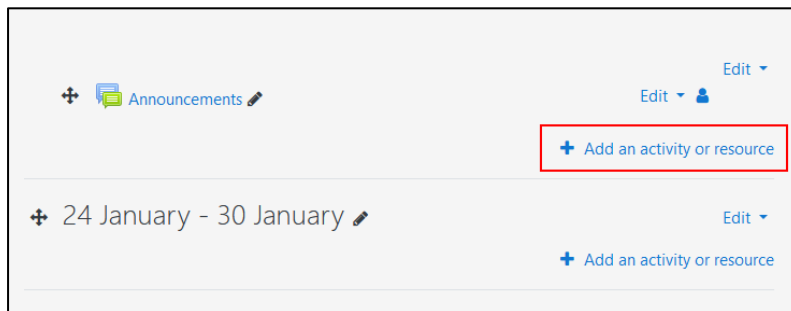 Edit
Announcements Edit
Add an activity or resource
24 January - 30 January Edit
Add an activity or resource